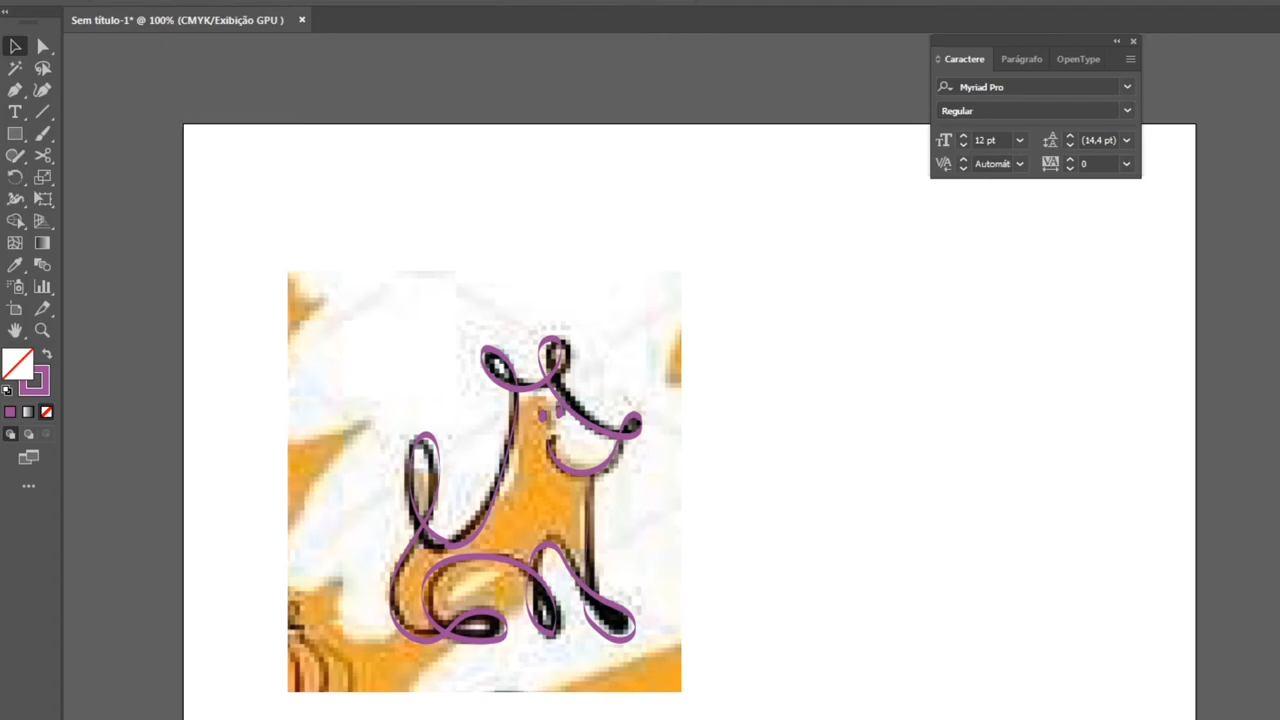 Sem título-1* @ 100% (CMYK/Exibição GPU )
Caractere Parágrafo OpenType
Myriad Pro
Regular
12 pt (14,4 pt)
Automát 0